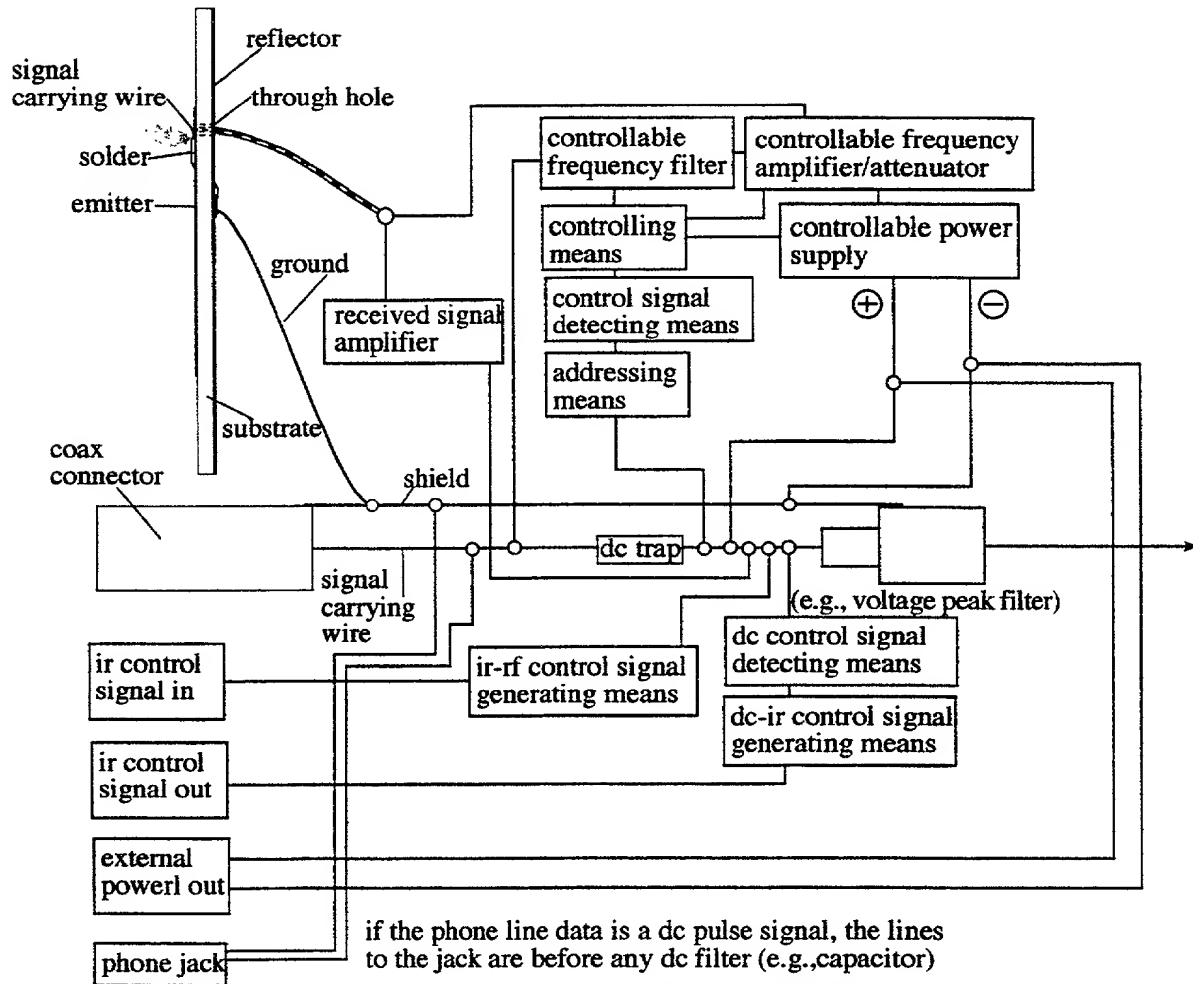 reflector
signal
carrying wire
through hole
solder
emitter
ground
substrate
received signal
amplifier
controllable
frequency filter
controllable frequency
amplifier/attenuator
controlling
means
controllable power
supply
control signal
detecting means
addressing
means
+
−
coax
connector
shield
dc trap
signal
carrying
wire
(e.g., voltage peak filter)
ir control
signal in
ir-rf control signal
generating means
dc control signal
detecting means
dc-ir control signal
generating means
ir control
signal out
external
powerl out
phone jack
if the phone line data is a dc pulse signal, the lines
to the jack are before any dc filter (e.g.,capacitor)